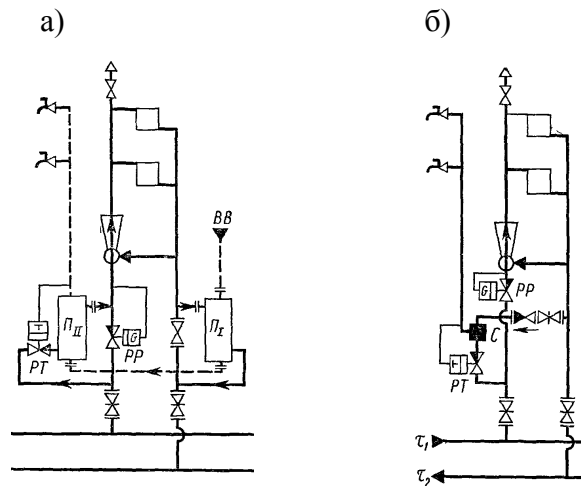 а)
б)
ВВ
П II
G
РР
П I
Т
РТ
G
РР
С
Т
РТ
τ₁
τ₂